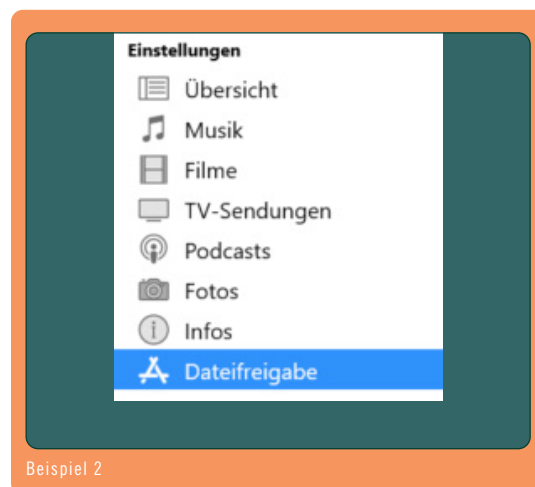 Einstellungen
Übersicht
Musik
Filme
TV-Sendungen
Podcasts
Fotos
Infos
Dateifreigabe
Beispiel 2